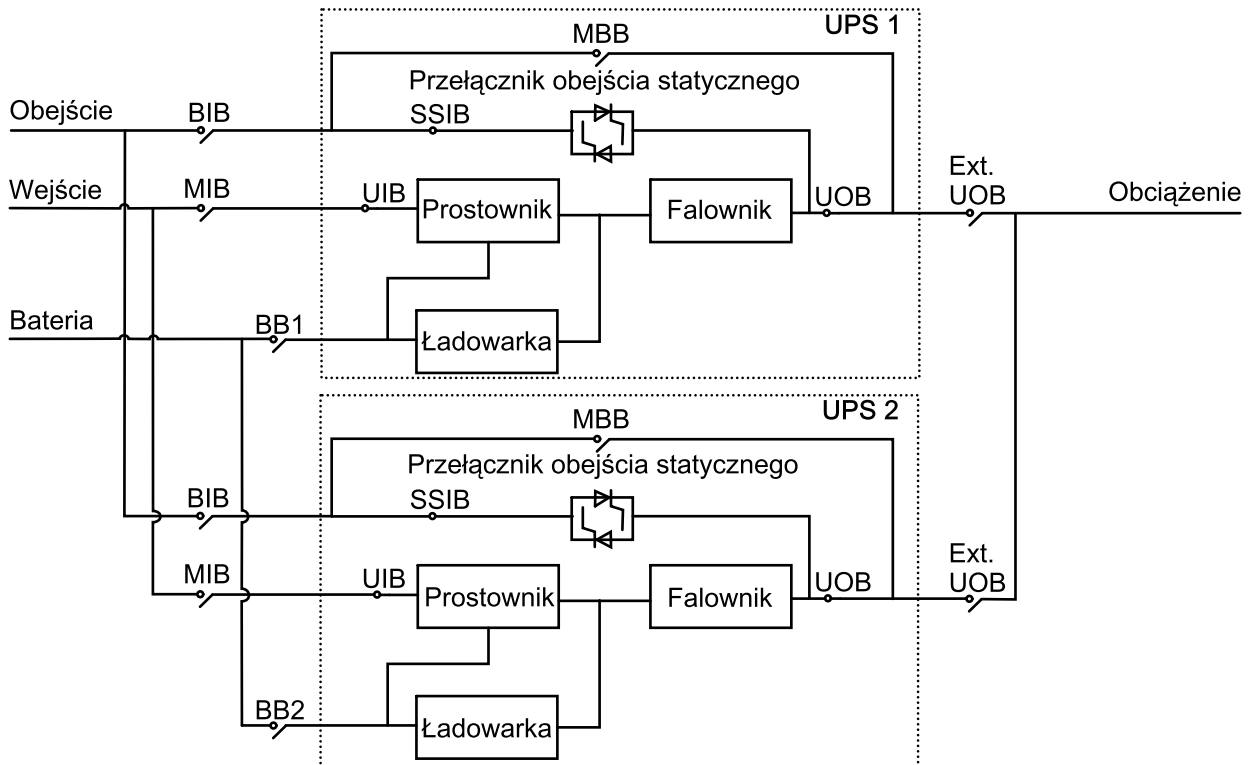 UPS 1
MBB
Przełącznik obejścia statycznego
Obejście
BIB
SSIB
Wejście
MIB
UIB
Prostownik
Falownik
UOB
Ext.
UOB
Obciążenie
Bateria
BB1
Ładowarka
UPS 2
MBB
Przełącznik obejścia statycznego
BIB
SSIB
MIB
UIB
Prostownik
Falownik
UOB
Ext.
UOB
BB2
Ładowarka